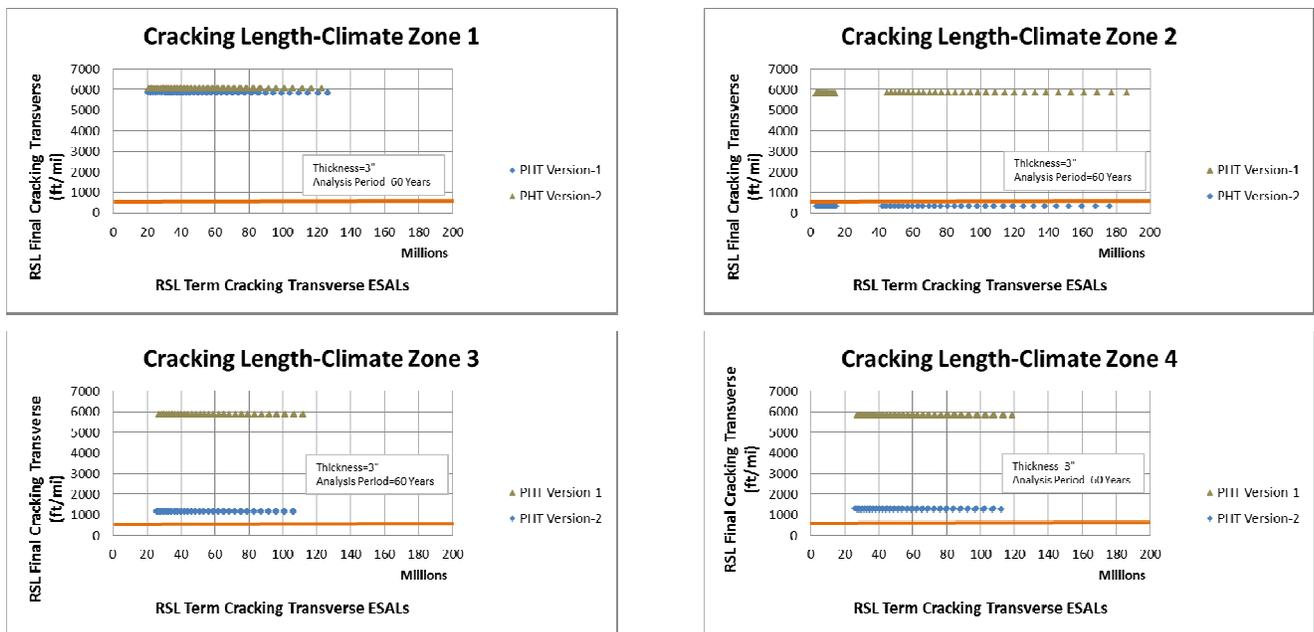 Cracking Length-Climate Zone 1
RSL Final Cracking Transverse
(ft/mi)
7000
6000
5000
4000
3000
2000
1000
0
Thickness=3"
Analysis Period 60 Years
PHT Version-1
PHT Version-2
0 20 40 60 80 100 120 140 160 180 200
Millions
RSL Term Cracking Transverse ESALs
Cracking Length-Climate Zone 2
RSL Final Cracking Transverse
(ft/mi)
7000
6000
5000
4000
3000
2000
1000
0
Thickness=3"
Analysis Period=60 Years
PHT Version-1
PHT Version-2
0 20 40 60 80 100 120 140 160 180 200
Millions
RSL Term Cracking Transverse ESALs
Cracking Length-Climate Zone 3
RSL Final Cracking Transverse
(ft/mi)
7000
6000
5000
4000
3000
2000
1000
0
Thickness=3"
Analysis Period=60 Years
PHT Version 1
PHT Version-2
0 20 40 60 80 100 120 140 160 180 200
Millions
RSL Term Cracking Transverse ESALs
Cracking Length-Climate Zone 4
RSL Final Cracking Transverse
(ft/mi)
7000
6000
5000
4000
3000
2000
1000
0
Thickness 3"
Analysis Period 60 Years
PHT Version 1
PHT Version-2
0 20 40 60 80 100 120 140 160 180 200
Millions
RSL Term Cracking Transverse ESALs